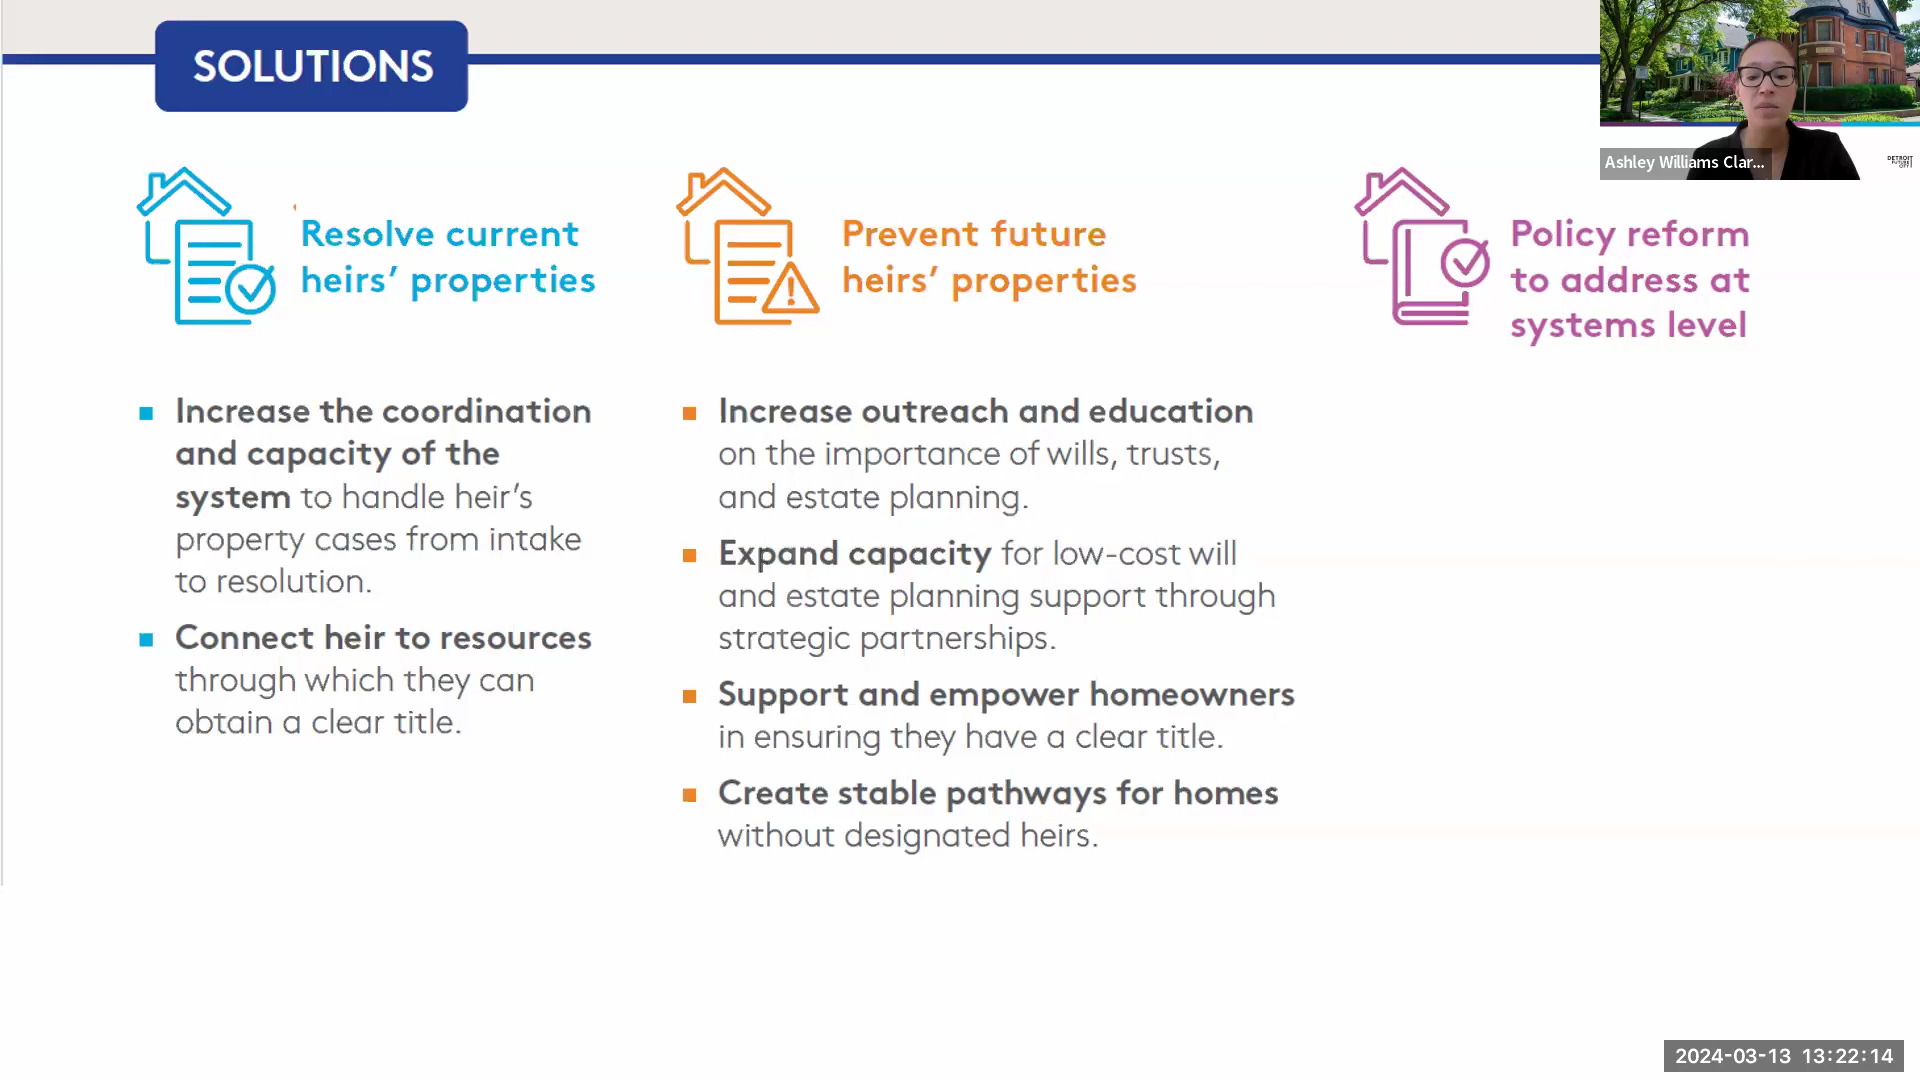 SOLUTIONS
Resolve current
heirs’ properties
Increase the coordination
and capacity of the
system to handle heir’s
property cases from intake
to resolution.
Connect heir to resources
through which they can
obtain a clear title.
Prevent future
heirs’ properties
Increase outreach and education
on the importance of wills, trusts,
and estate planning.
Expand capacity for low-cost will
and estate planning support through
strategic partnerships.
Support and empower homeowners
in ensuring they have a clear title.
Create stable pathways for homes
without designated heirs.
Policy reform
to address at
systems level
Ashley Williams Clar...
DETROIT
FUTURE
CITY
2024-03-13 13:22:14